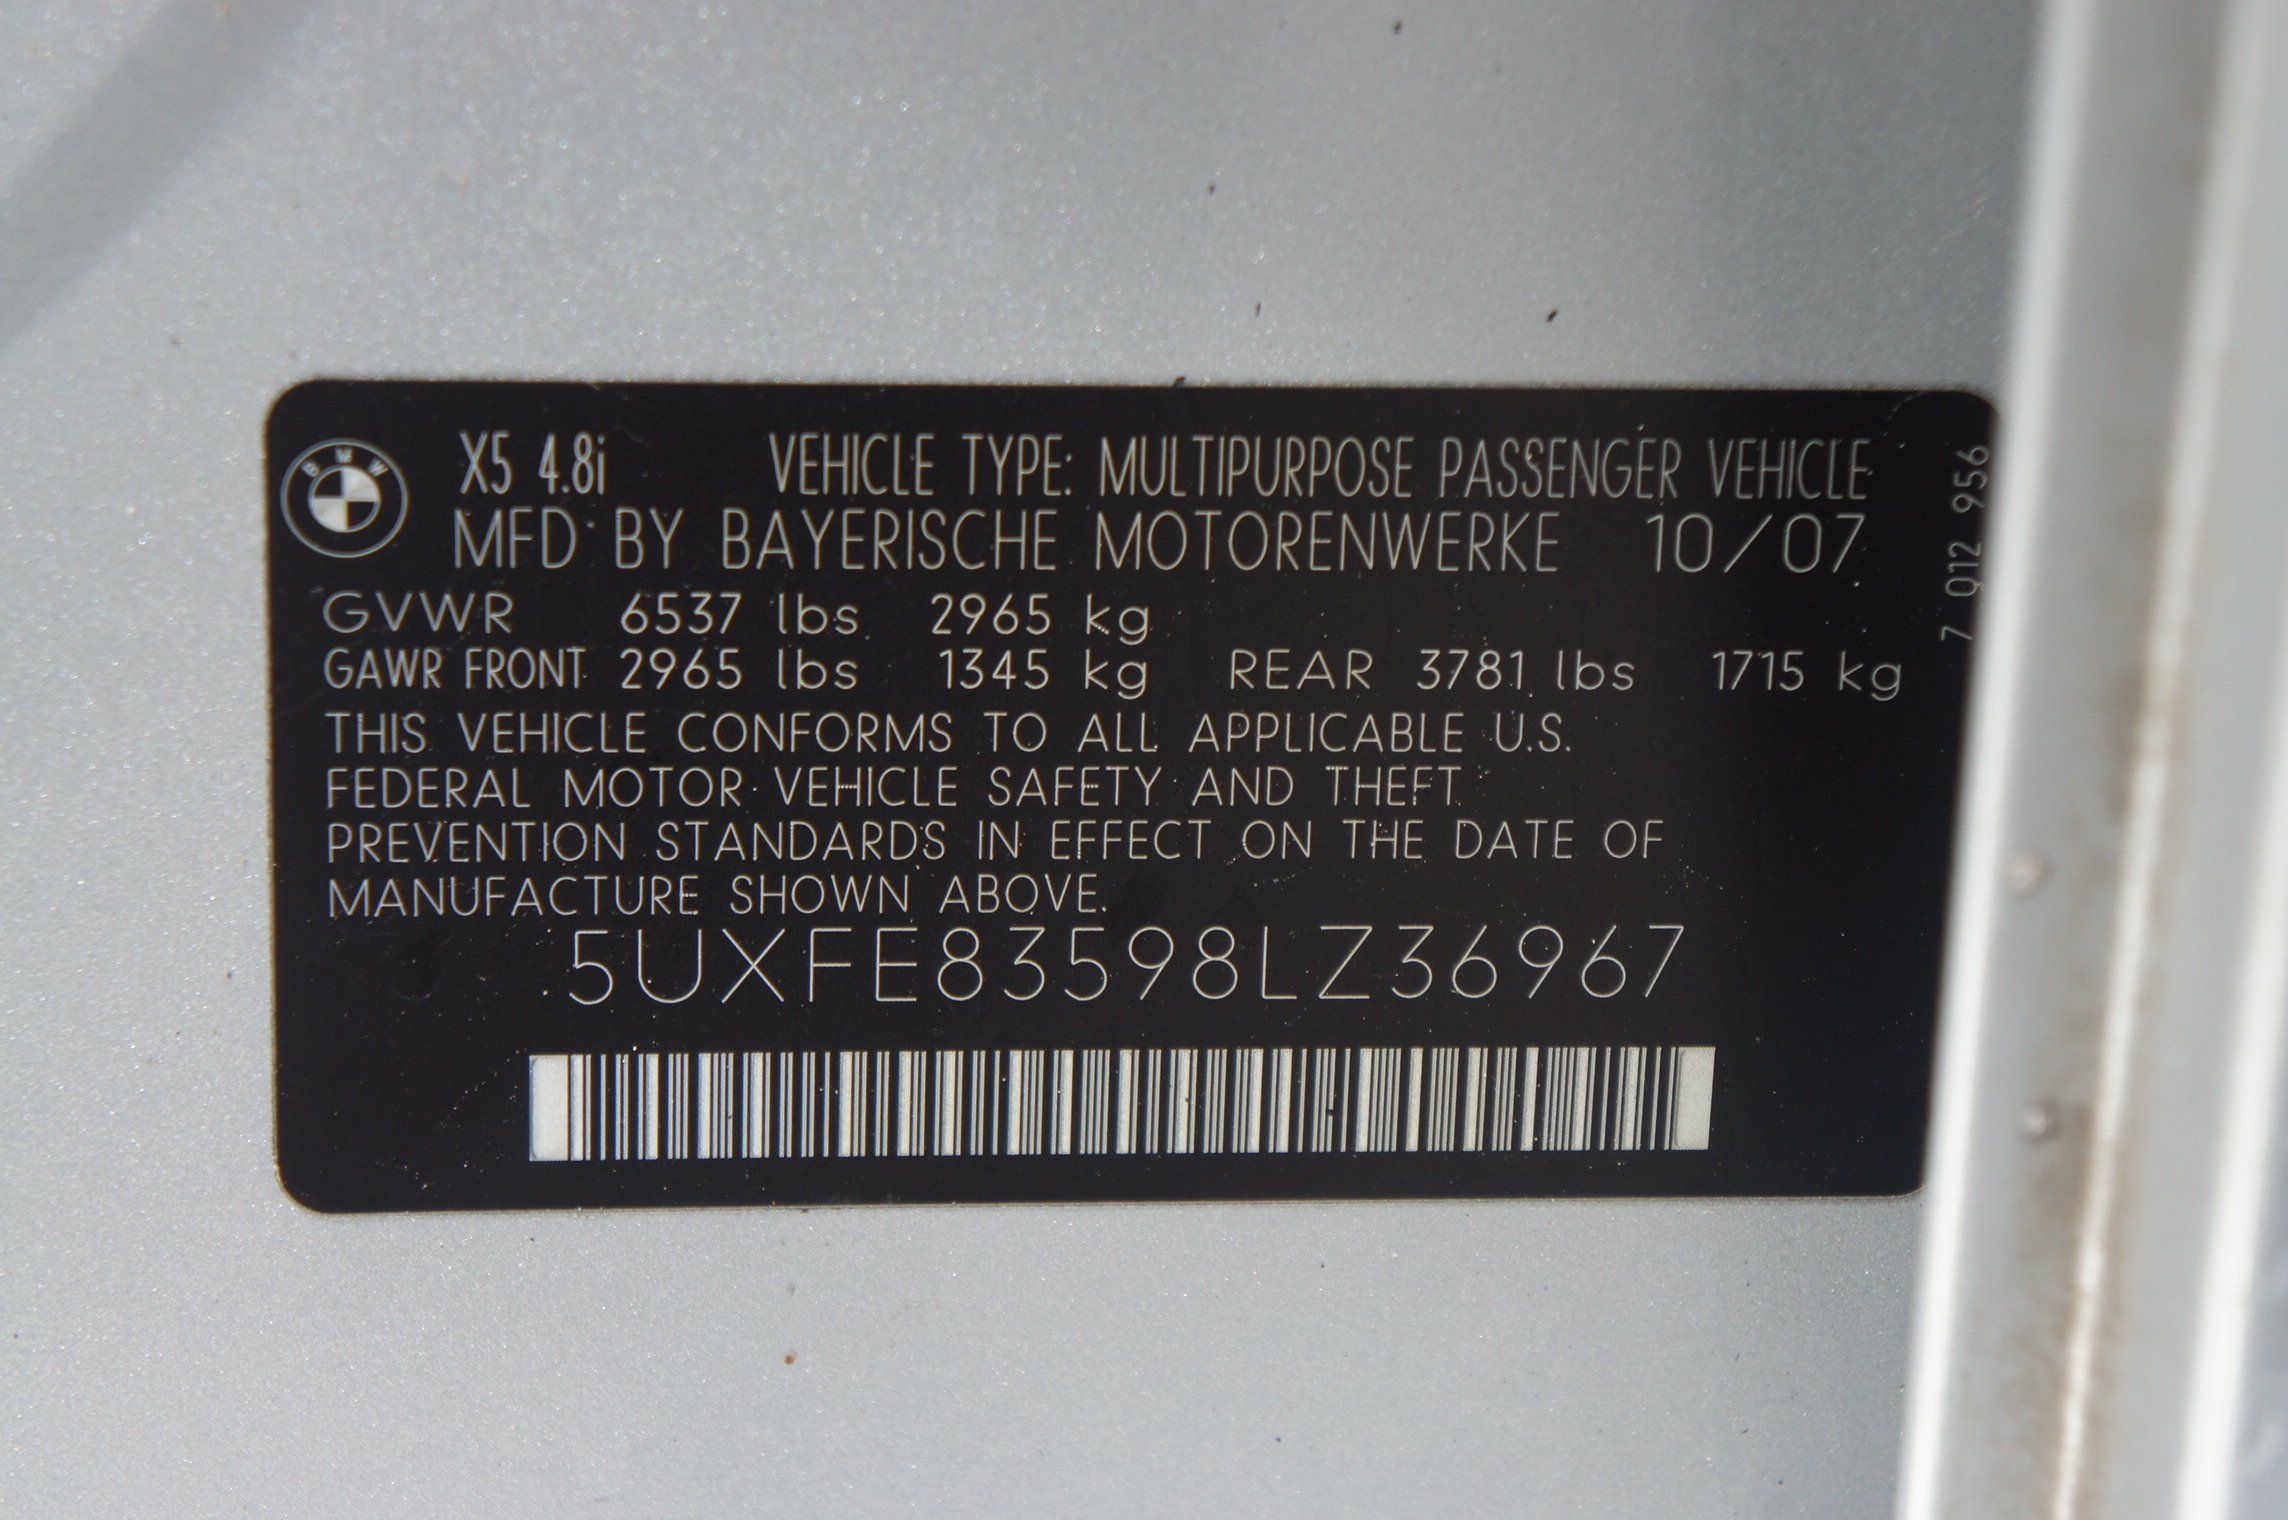 BMW
X5 4.8i VEHICLE TYPE: MULTIPURPOSE PASSENGER VEHICLE
MFD BY BAYERISCHE MOTORENWERKE 10/07
GVWR 6537 lbs 2965 kg
GAWR FRONT 2965 lbs 1345 kg REAR 3781 lbs 1715 kg
THIS VEHICLE CONFORMS TO ALL APPLICABLE U.S.
FEDERAL MOTOR VEHICLE SAFETY AND THEFT
PREVENTION STANDARDS IN EFFECT ON THE DATE OF
MANUFACTURE SHOWN ABOVE.
5UXFE83598LZ36967
7 012 956